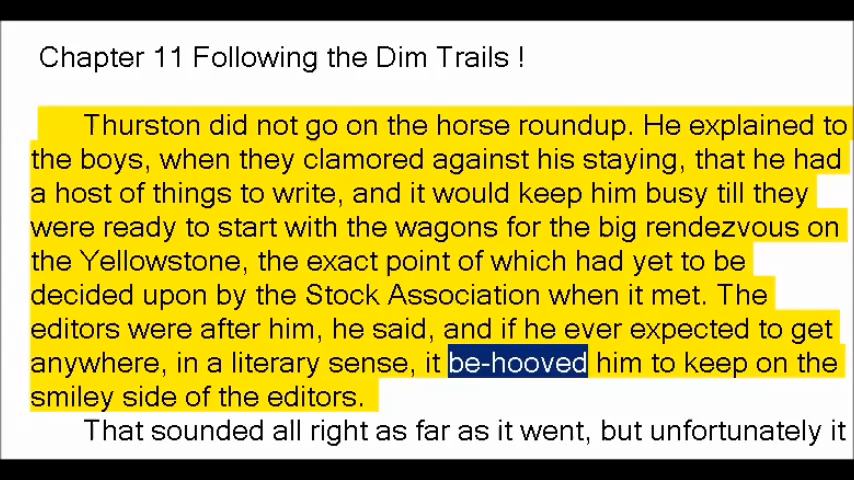 Chapter 11 Following the Dim Trails !
Thurston did not go on the horse roundup. He explained to
the boys, when they clamored against his staying, that he had
a host of things to write, and it would keep him busy till they
were ready to start with the wagons for the big rendezvous on
the Yellowstone, the exact point of which had yet to be
decided upon by the Stock Association when it met. The
editors were after him, he said, and if he ever expected to get
anywhere, in a literary sense, it be-hooved him to keep on the
smiley side of the editors.
That sounded all right as far as it went, but unfortunately it